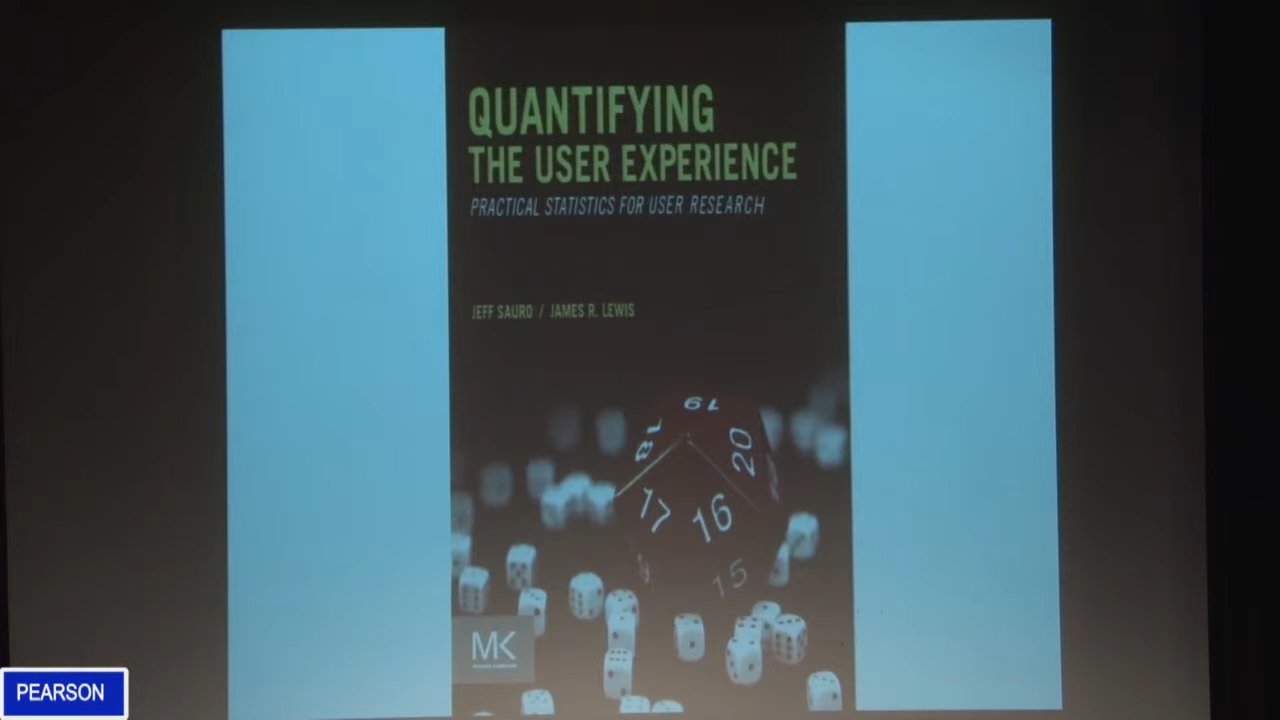 QUANTIFYING
THE USER EXPERIENCE
PRACTICAL STATISTICS FOR USER RESEARCH
JEFF SAURO / JAMES R. LEWIS
19
18
20
17
16
15
MK
PEARSON